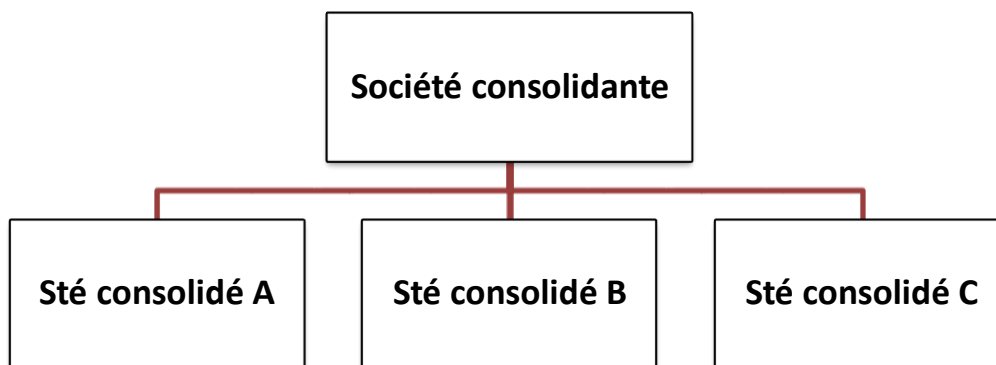 Société consolidante
Sté consolidé A
Sté consolidé B
Sté consolidé C